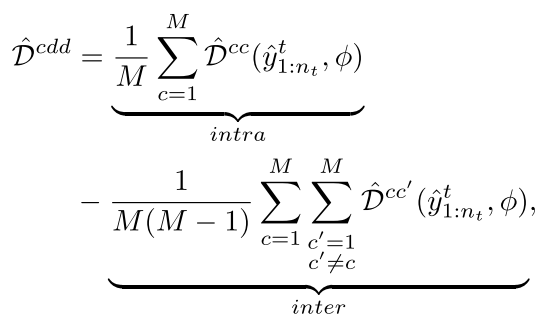 $\hat{\mathcal{D}}^{cdd} = \underbrace{\frac{1}{M} \sum_{c=1}^{M} \hat{\mathcal{D}}^{cc}(\hat{y}^{t}_{1:n_t}, \phi)}_{intra}$
$- \underbrace{\frac{1}{M(M-1)} \sum_{c=1}^{M} \sum_{\substack{c'=1 \\ c' \neq c}}^{M} \hat{\mathcal{D}}^{cc'}(\hat{y}^{t}_{1:n_t}, \phi)}_{inter},$